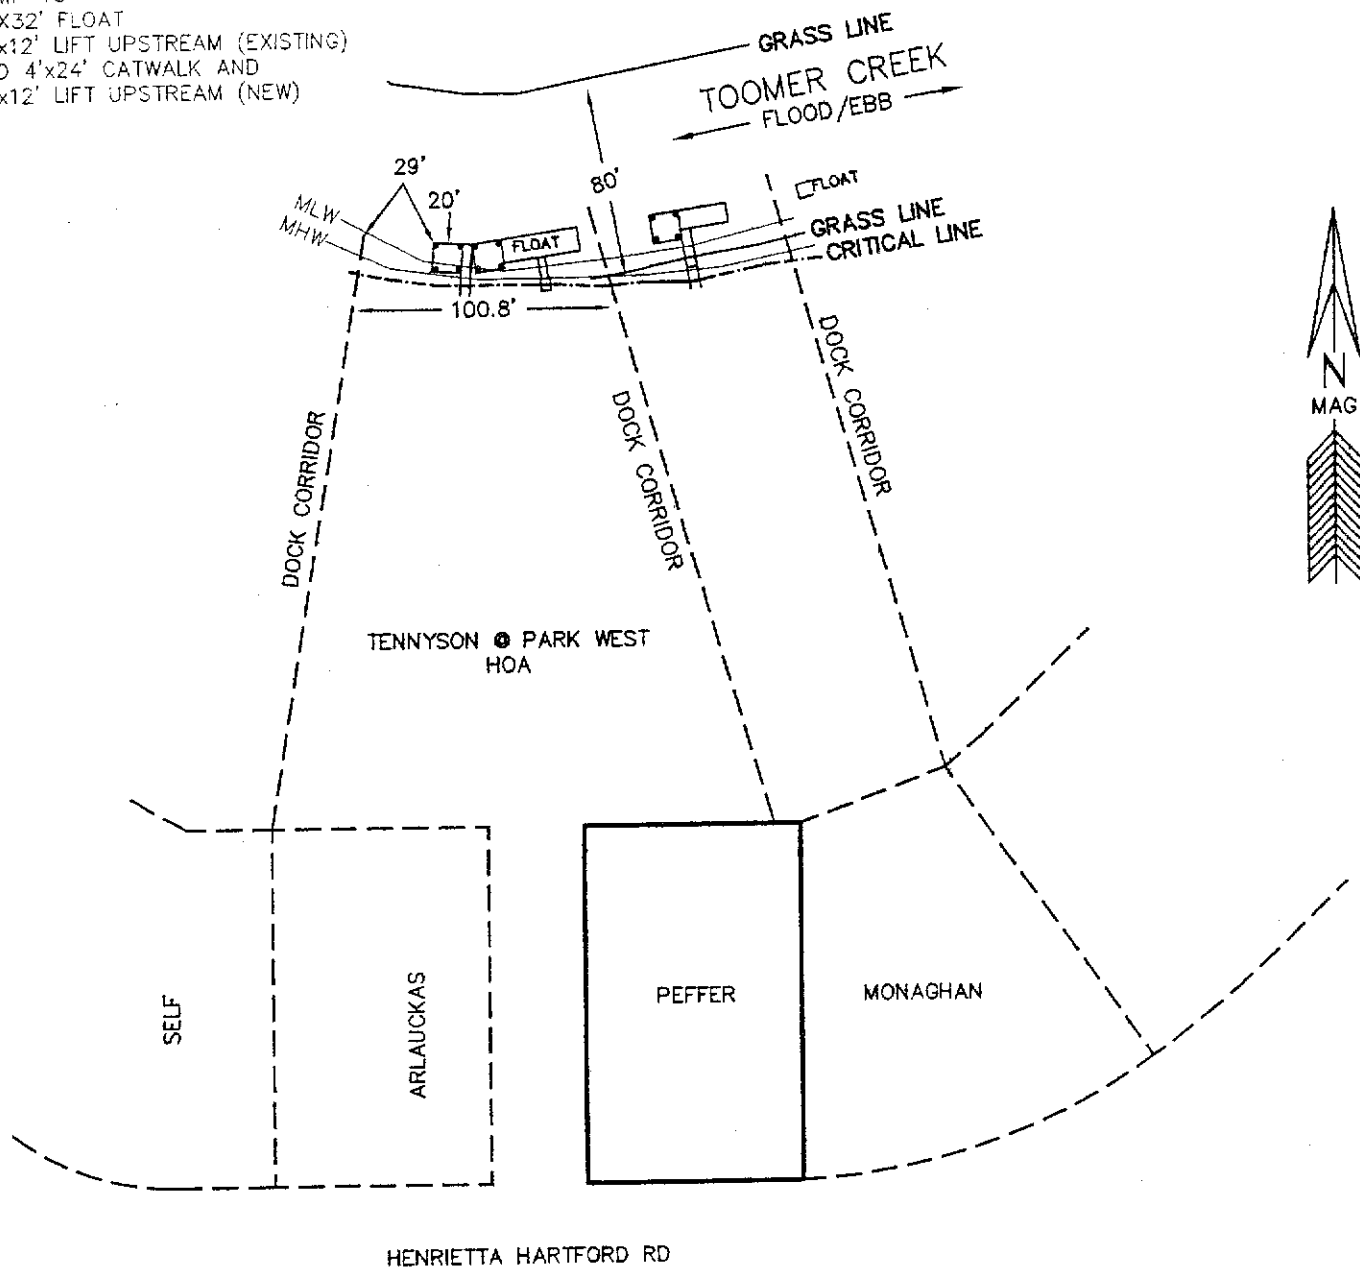 X32' FLOAT
x12' LIFT UPSTREAM (EXISTING)
4'x24' CATWALK AND
x12' LIFT UPSTREAM (NEW)
GRASS LINE
TOOMER CREEK
FLOOD/EBB
29'
20'
80'
FLOAT
MLW
MHW
FLOAT
GRASS LINE
CRITICAL LINE
100.8'
DOCK CORRIDOR
DOCK CORRIDOR
DOCK CORRIDOR
N
MAG
TENNYSON @ PARK WEST
HOA
SELF
ARLAUCKAS
PEFFER
MONAGHAN
HENRIETTA HARTFORD RD